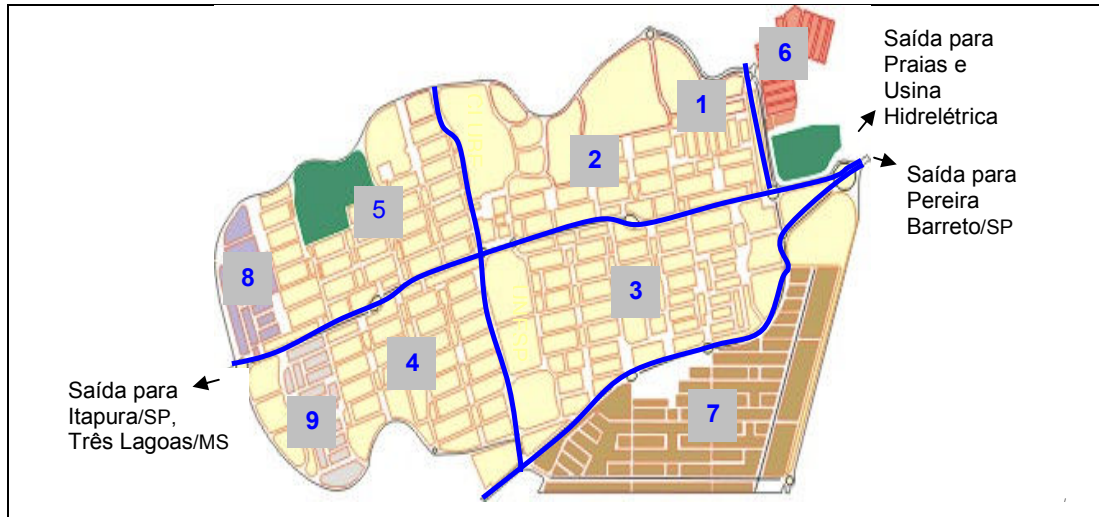 6
Saída para
Praias e
Usina
Hidrelétrica
1
2
Saída para
Pereira
Barreto/SP
5
8
3
4
Saída para
Itapura/SP,
Três Lagoas/MS
9
7